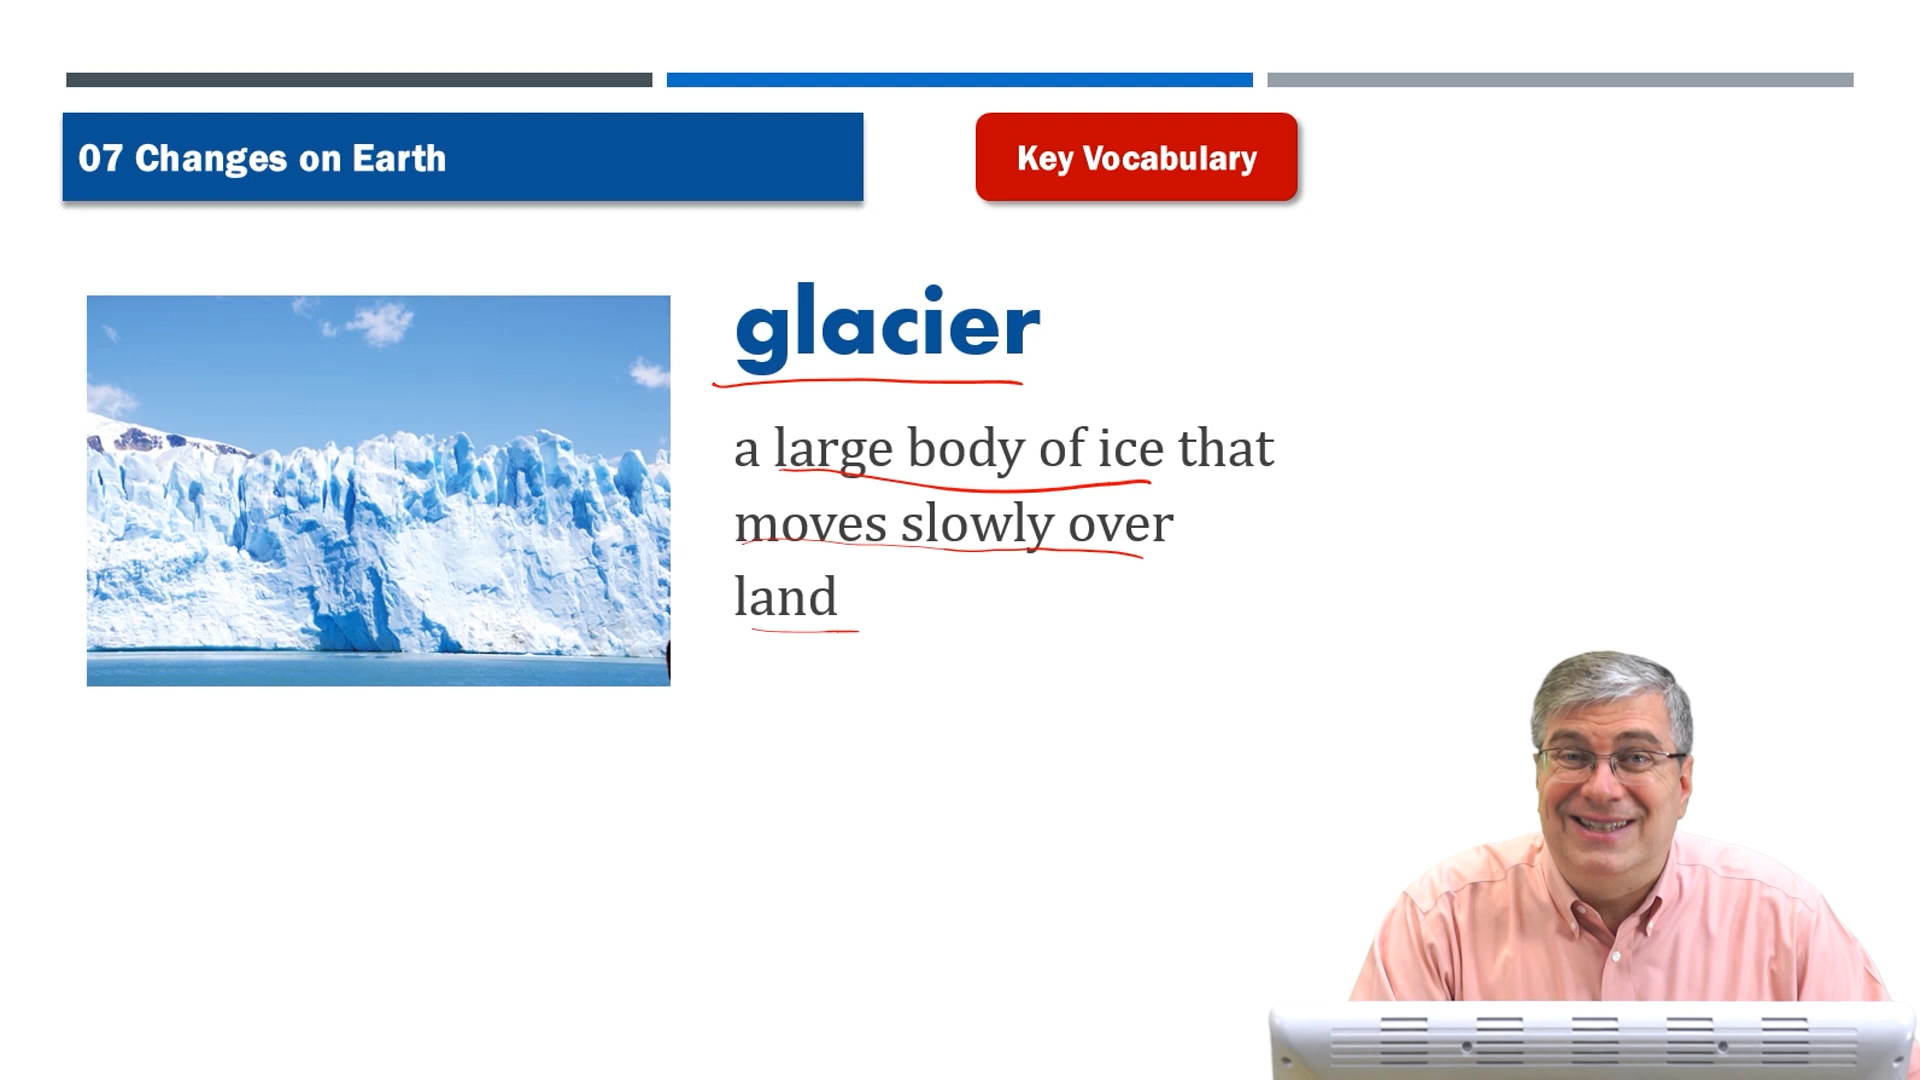 07 Changes on Earth
Key Vocabulary
glacier
a large body of ice that
moves slowly over
land